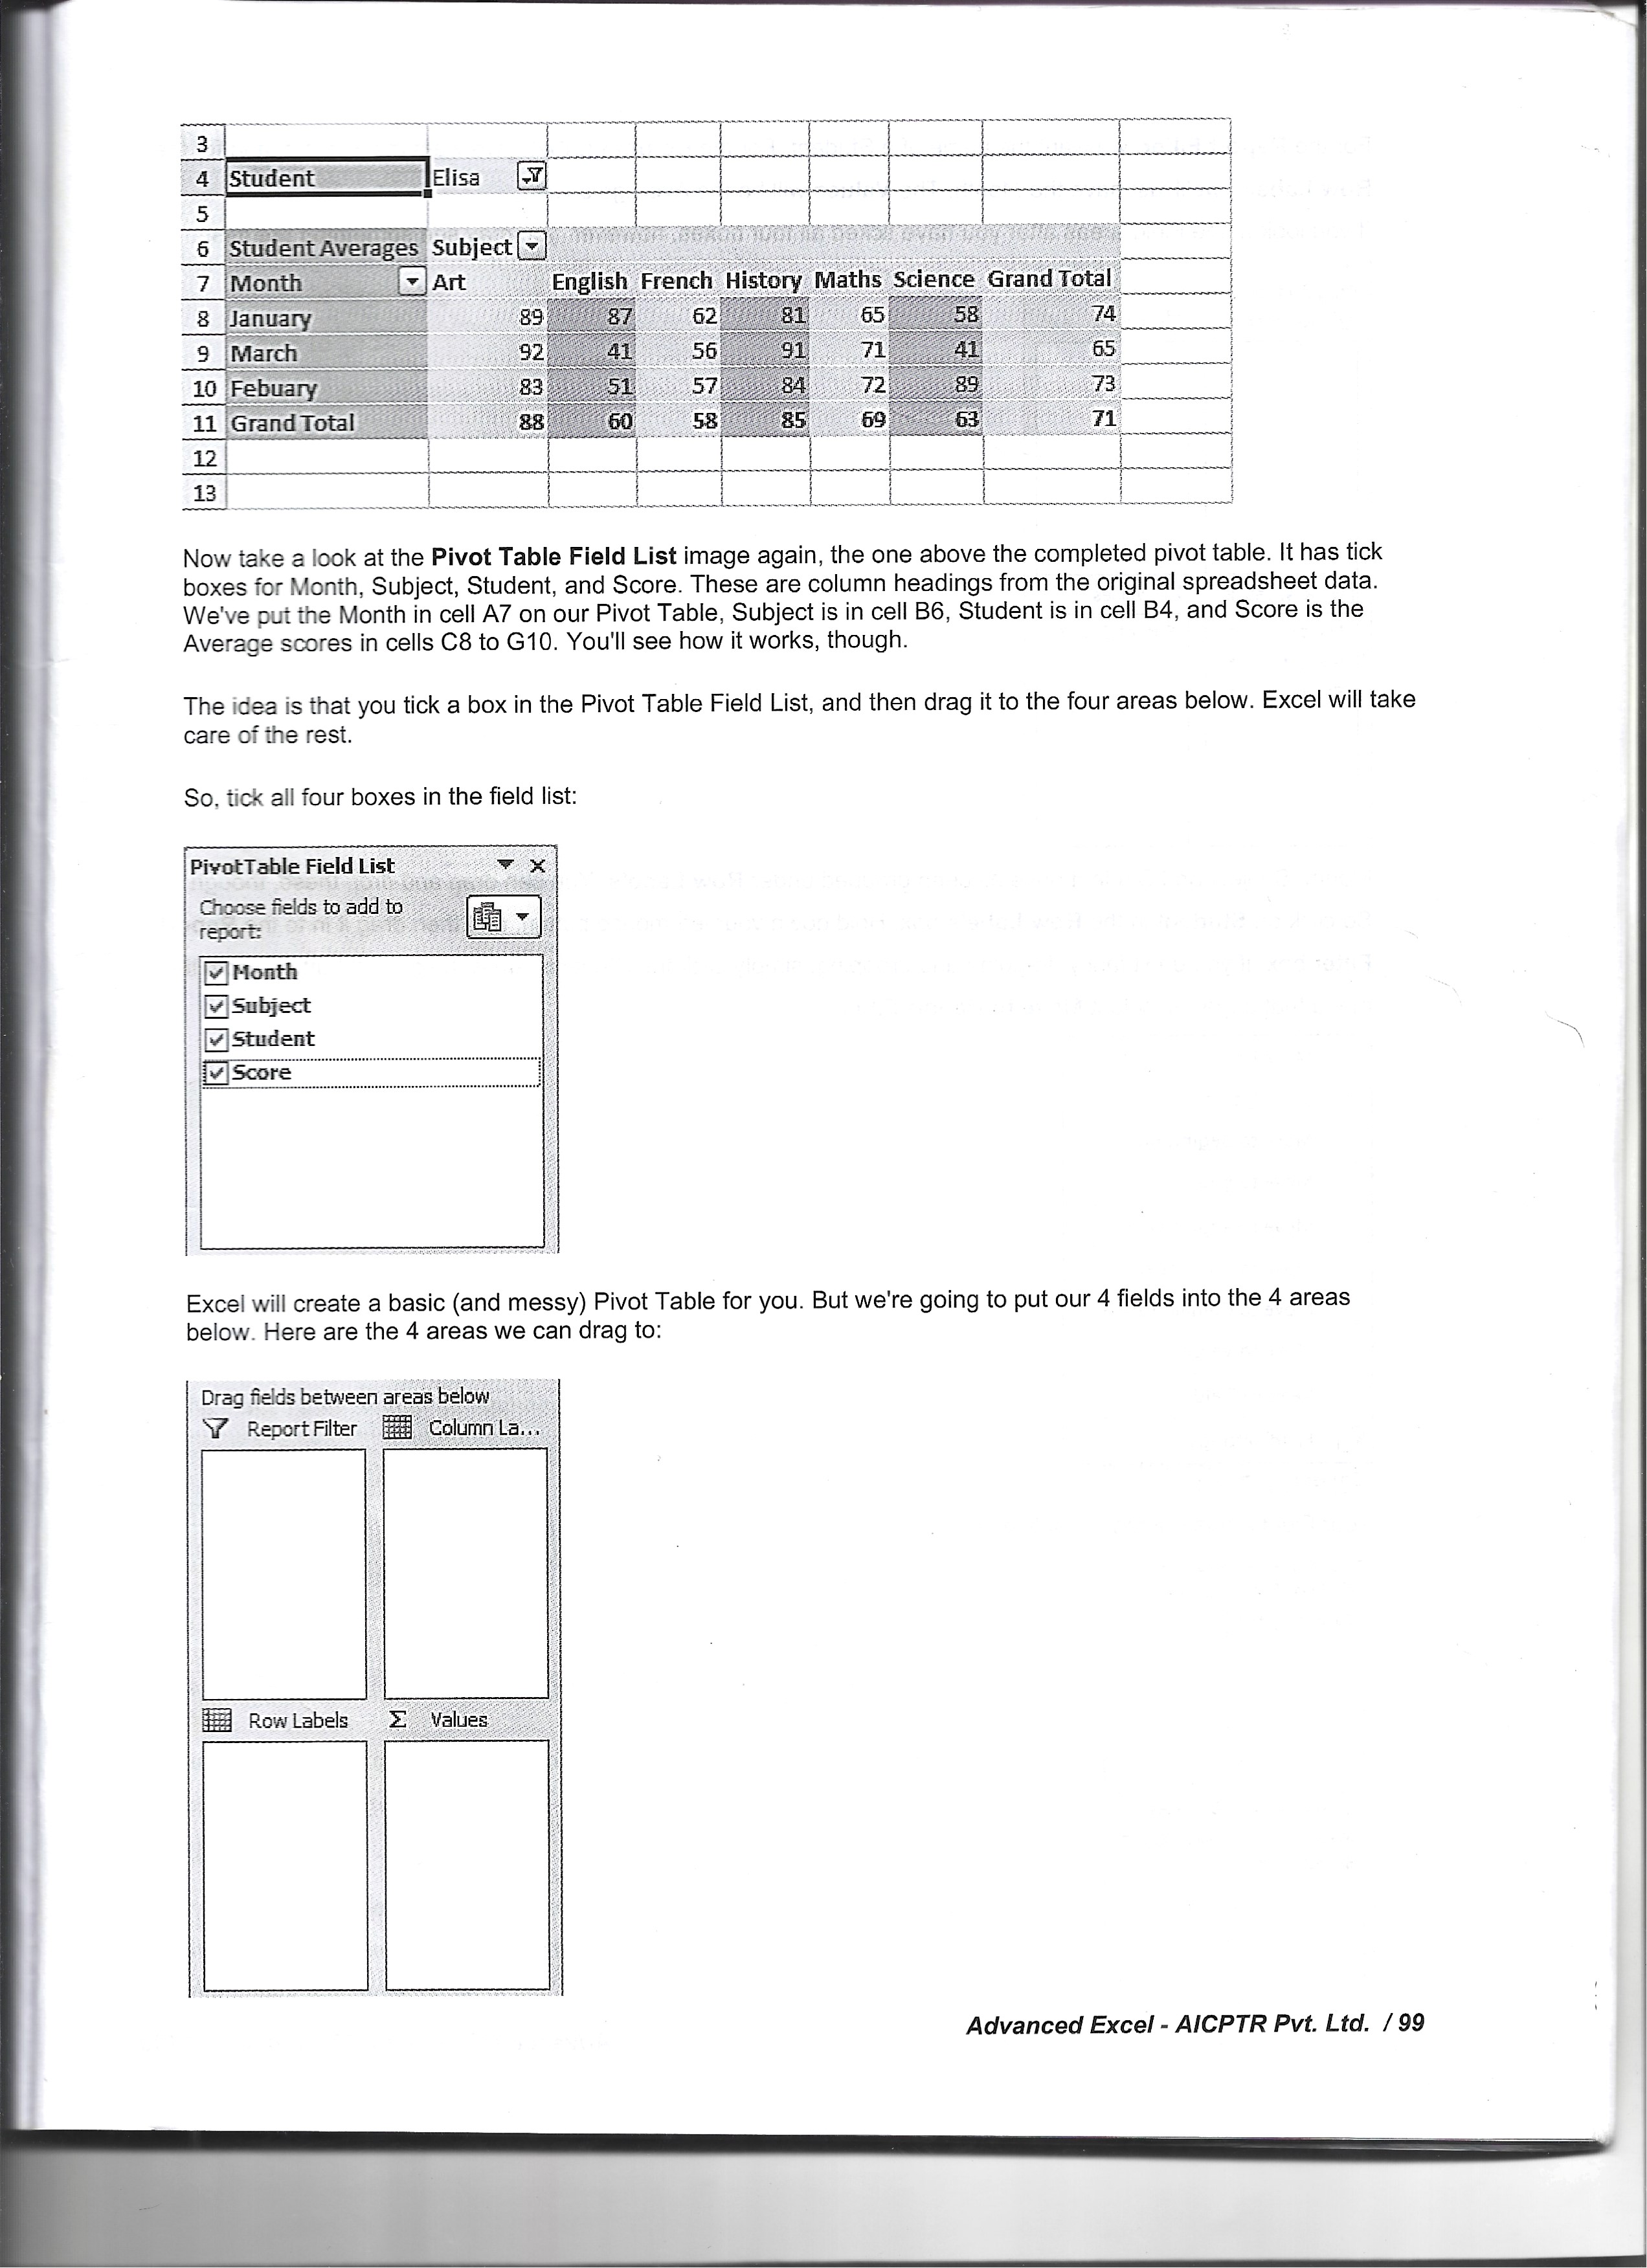 3
4 Student Elisa
5
6 Student Averages Subject
7 Month Art English French History Maths Science Grand Total
8 January 89 87 62 81 65 58 74
9 March 92 41 56 91 71 41 65
10 Febuary 83 51 57 84 72 89 73
11 Grand Total 88 60 58 85 69 63 71
12
13
Now take a look at the Pivot Table Field List image again, the one above the completed pivot table. It has tick
boxes for Month, Subject, Student, and Score. These are column headings from the original spreadsheet data.
We've put the Month in cell A7 on our Pivot Table, Subject is in cell B6, Student is in cell B4, and Score is the
Average scores in cells C8 to G10. You'll see how it works, though.
The idea is that you tick a box in the Pivot Table Field List, and then drag it to the four areas below. Excel will take
care of the rest.
So, tick all four boxes in the field list:
PivotTable Field List
Choose fields to add to
report:
Month
Subject
Student
Score
Excel will create a basic (and messy) Pivot Table for you. But we're going to put our 4 fields into the 4 areas
below. Here are the 4 areas we can drag to:
Drag fields between areas below
Report Filter Column La...
Row Labels Σ Values
Advanced Excel - AICPTR Pvt. Ltd. / 99